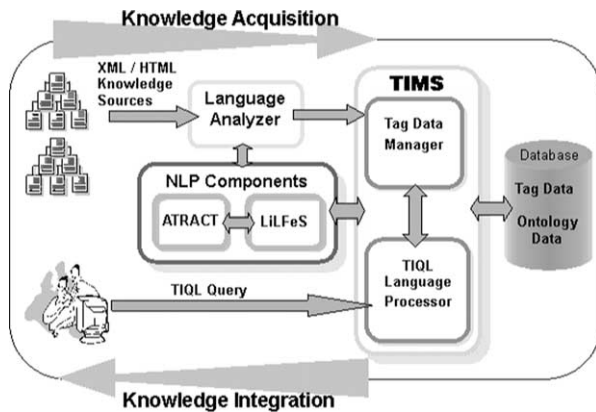 Knowledge Acquisition
XML / HTML
Knowledge
Sources
Language
Analyzer
TIMS
Tag Data
Manager
Database
Tag Data
Ontology
Data
NLP Components
ATRACT
LiLFeS
TIQL
Language
Processor
TIQL Query
Knowledge Integration